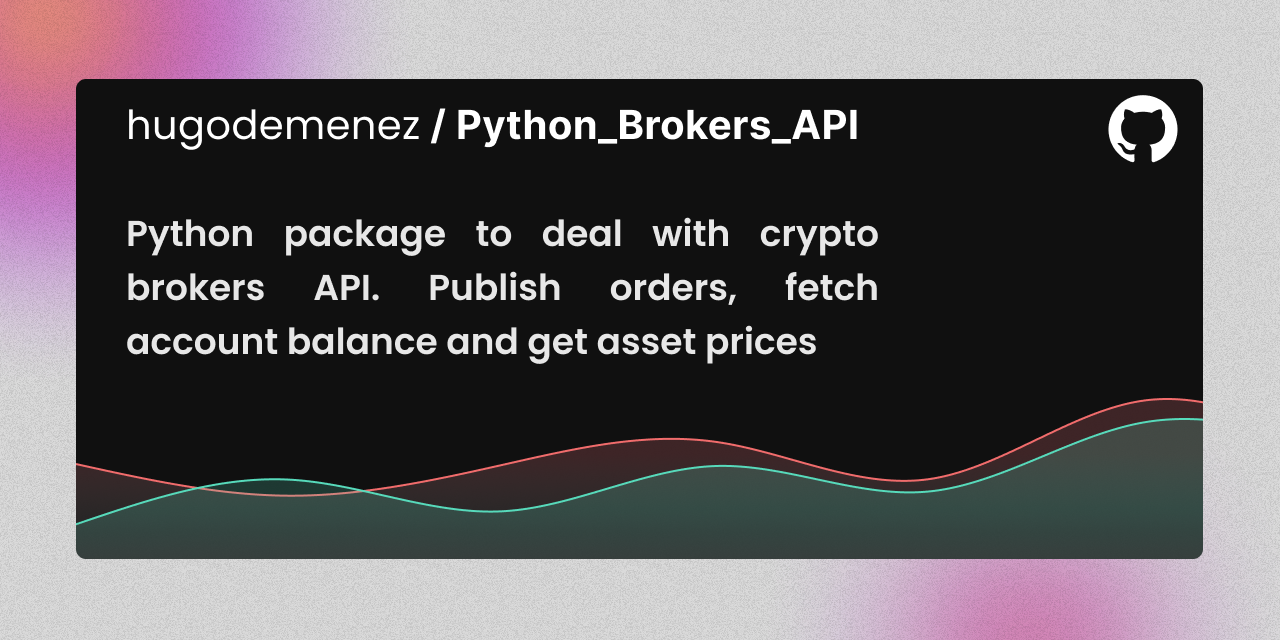 hugodemenez / Python_Brokers_API
Python package to deal with crypto
brokers API. Publish orders, fetch
account balance and get asset prices